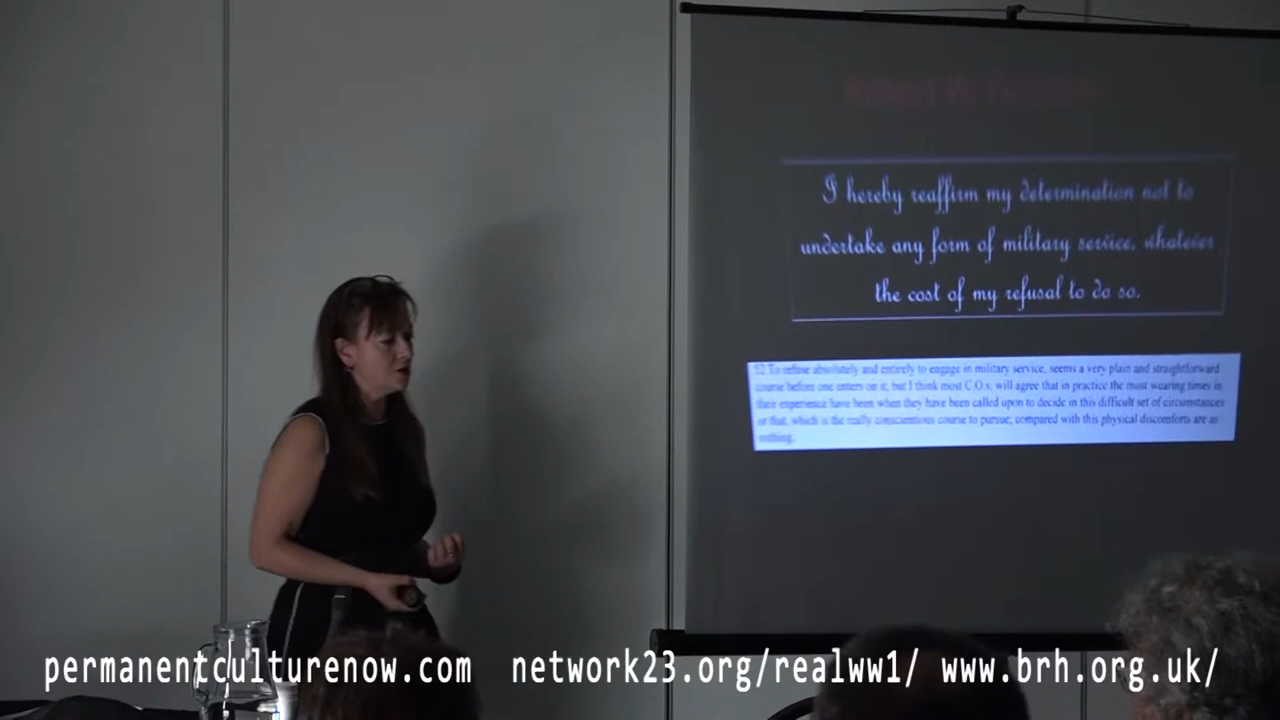 I hereby reaffirm my determination not to
undertake any form of military service, whatever
the cost of my refusal to do so.
52 To refuse absolutely and entirely to engage in military service, seems a very plain and straightforward
course before one enters on it, but I think most C.O.s. will agree that in practice the most wearing times in
their experience have been when they have been called upon to decide in this difficult set of circumstances
or that, which is the really conscientious course to pursue; compared with this physical discomforts are as
nothing.
permanentculturenow.com network23.org/realww1/ www.brh.org.uk/